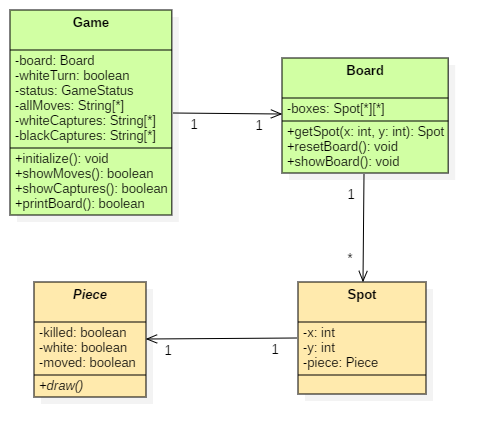 Game
-board: Board
-whiteTurn: boolean
-status: GameStatus
-allMoves: String[*]
-whiteCaptures: String[*]
-blackCaptures: String[*]
+initialize(): void
+showMoves(): boolean
+showCaptures(): boolean
+printBoard(): boolean
1
1
Board
-boxes: Spot[*][*]
+getSpot(x: int, y: int): Spot
+resetBoard(): void
+showBoard(): void
1
*
Piece
-killed: boolean
-white: boolean
-moved: boolean
+draw()
1
1
Spot
-x: int
-y: int
-piece: Piece